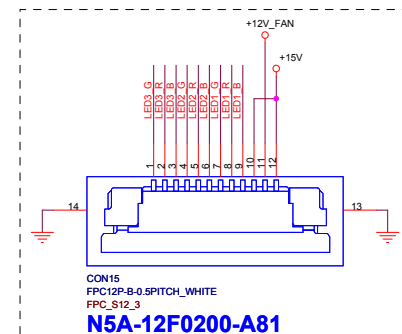 +12V_FAN
+15V
LED3_G
LED3_R
LED3_B
LED2_G
LED2_R
LED2_B
LED1_G
LED1_R
LED1_B
1
2
3
4
5
6
7
8
9
10
11
12
14
13
CON15
FPC12P-B-0.5PITCH_WHITE
FPC_S12_3
N5A-12F0200-A81